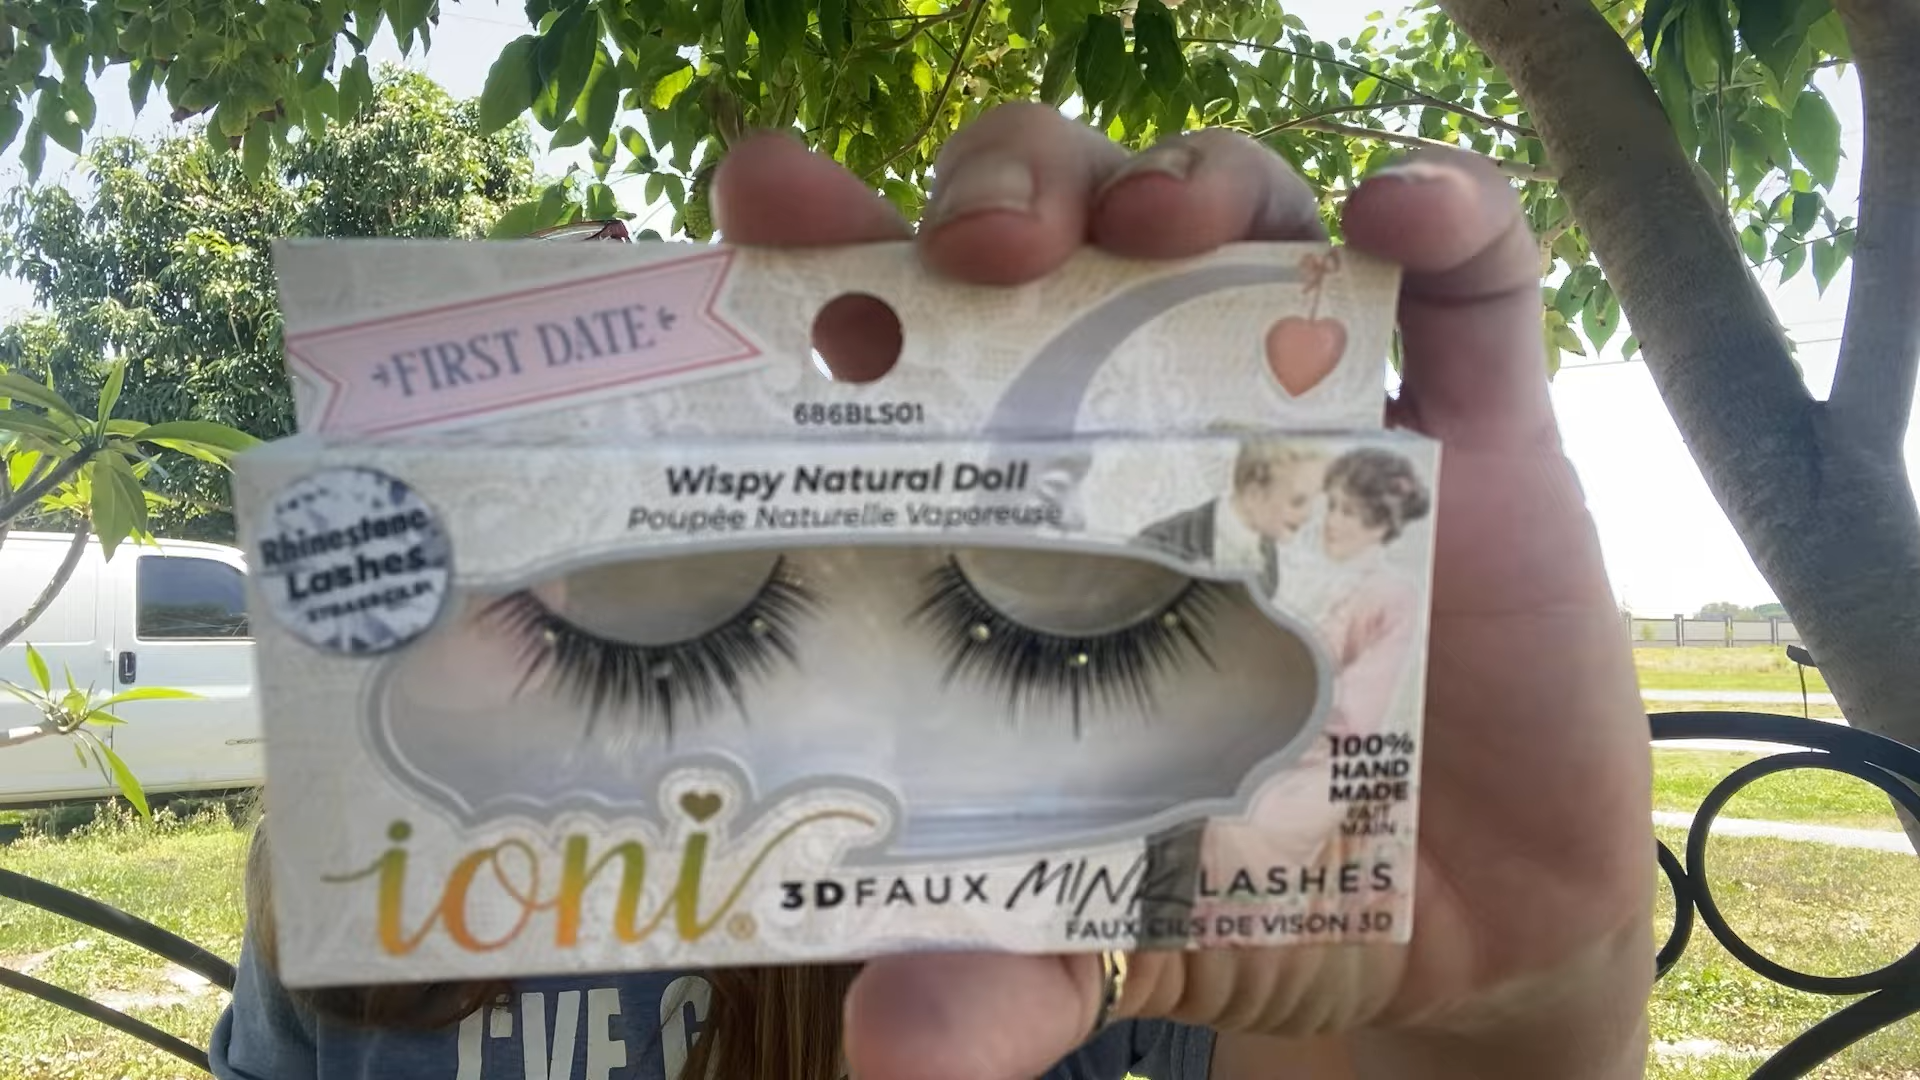 FIRST DATE
686BLS01
Wispy Natural Doll
Poupée Naturelle Vaporeuse
Rhinestone
Lashes
100%
HAND
MADE
FAIT
MAIN
ioni®
3D FAUX MINK LASHES
FAUX CILS DE VISON 3D
I'VE